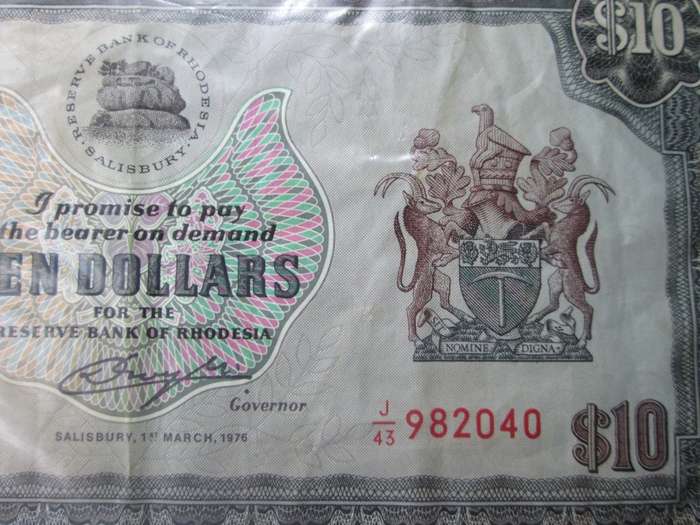 $10
RESERVE BANK OF RHODESIA
· SALISBURY ·
I promise to pay
the bearer on demand
EN DOLLARS
FOR THE
RESERVE BANK OF RHODESIA
Governor
SALISBURY, 1ST MARCH, 1976
NOMINE DIGNA
J/43 982040
$10